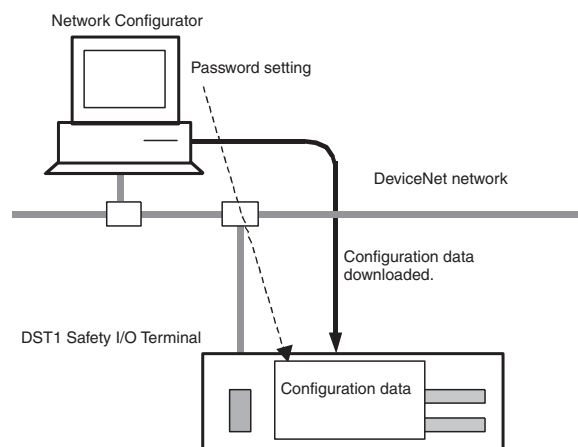 Network Configurator
Password setting
DeviceNet network
Configuration data
downloaded.
DST1 Safety I/O Terminal
Configuration data